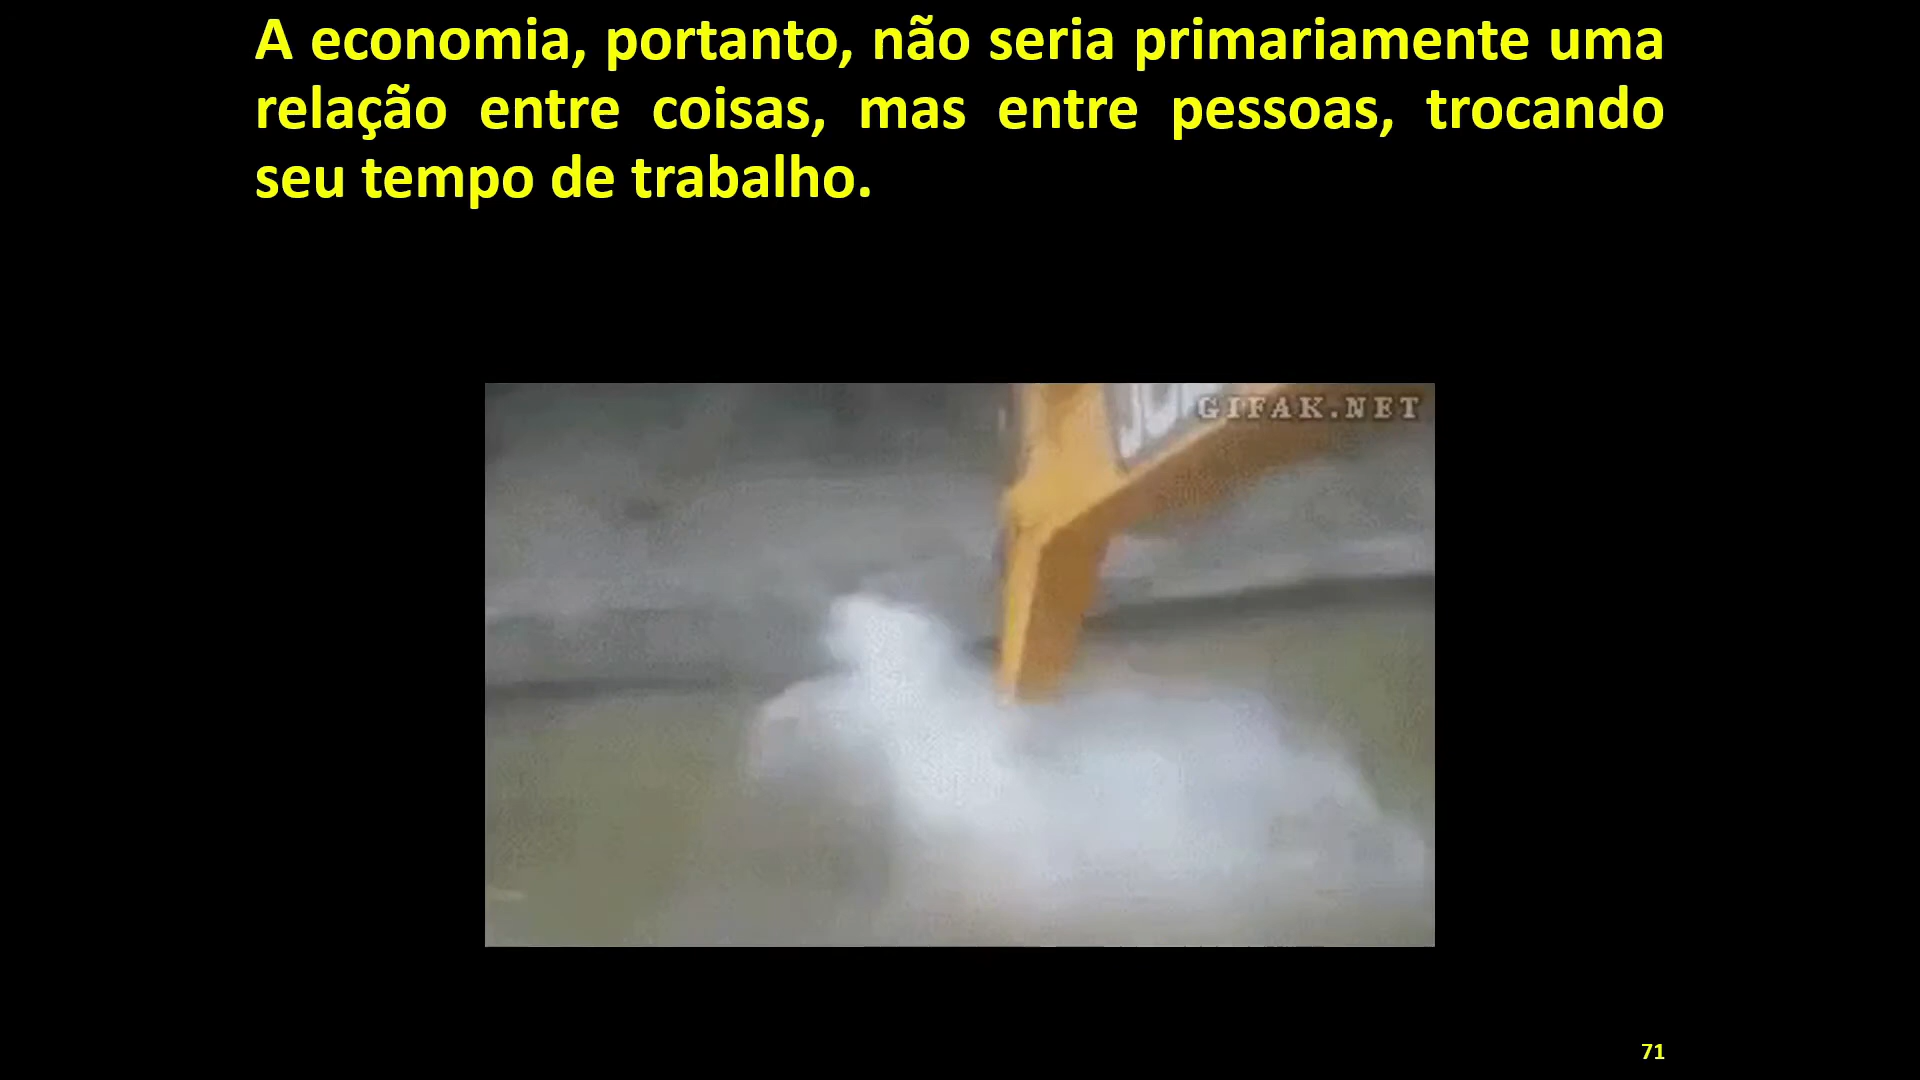 A economia, portanto, não seria primariamente uma
relação entre coisas, mas entre pessoas, trocando
seu tempo de trabalho.
GIFAK.NET
71